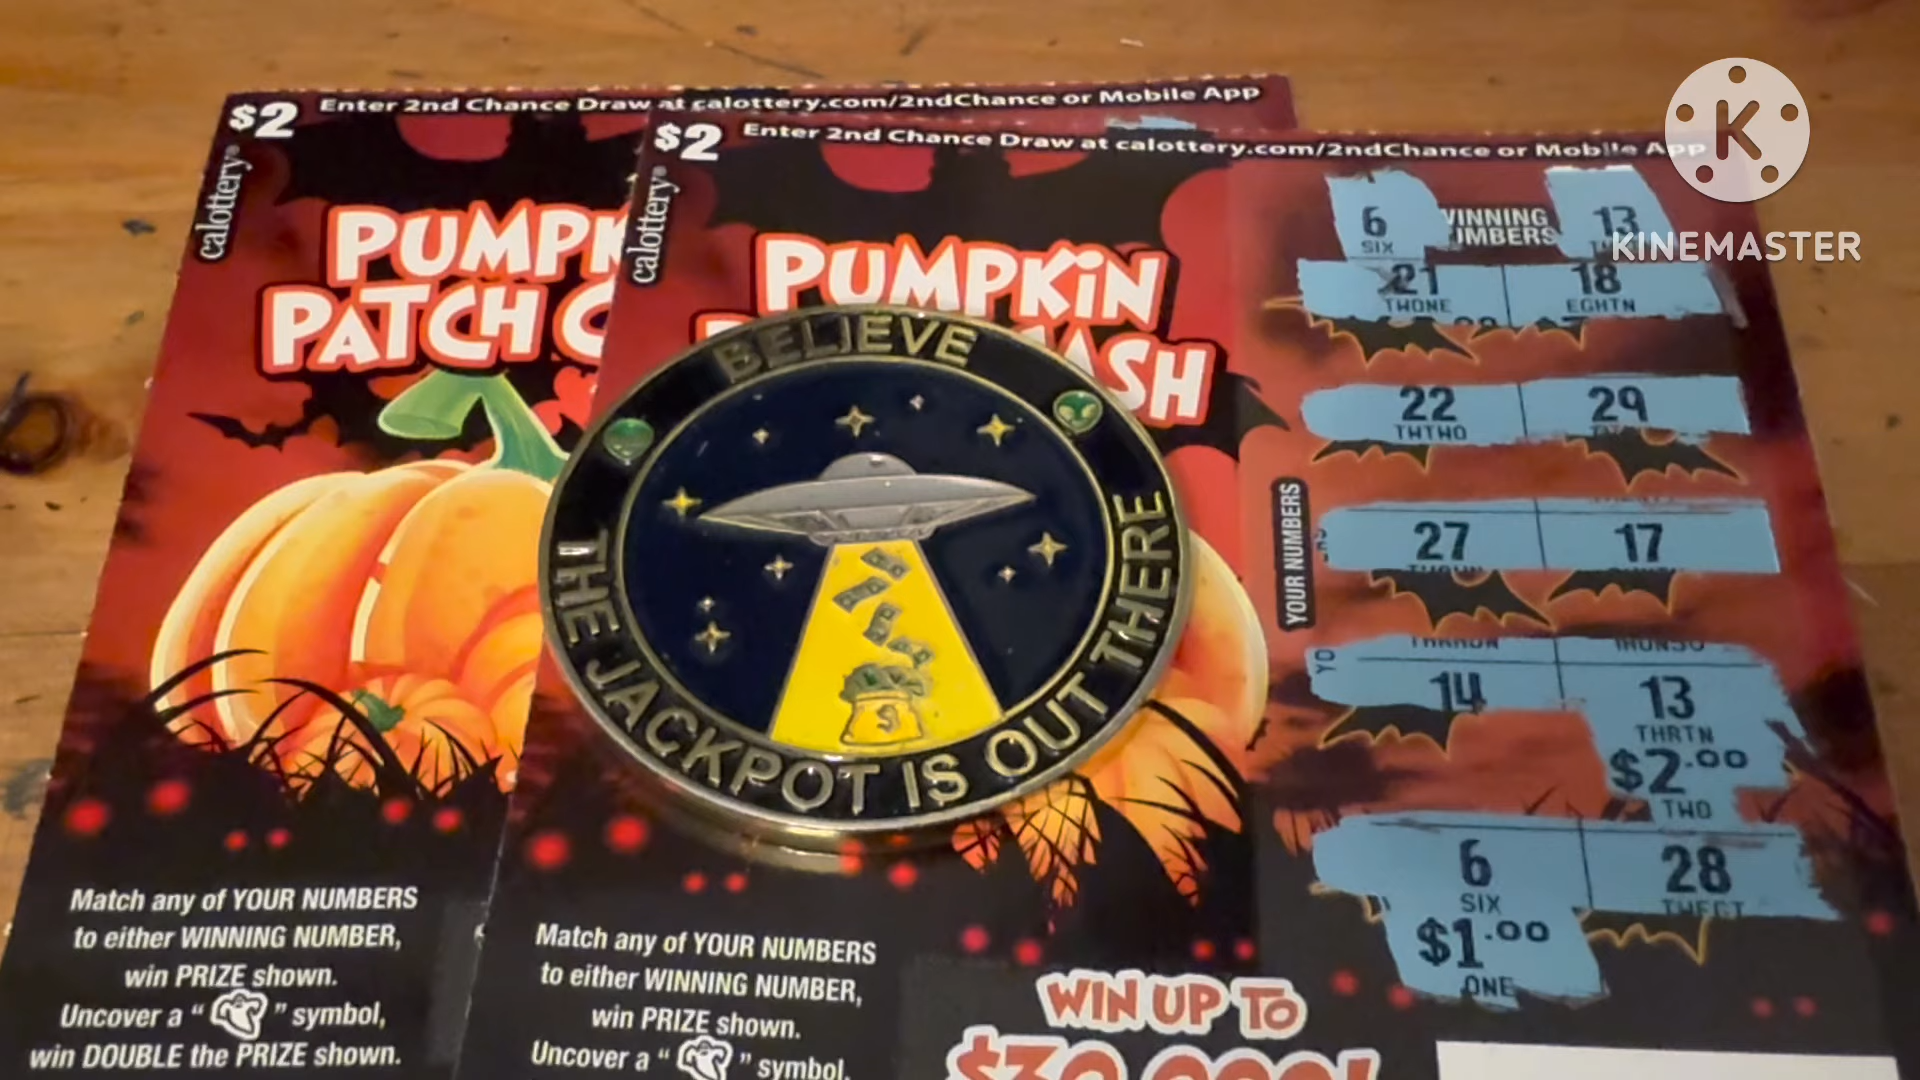 $2 Enter 2nd Chance Draw at calottery.com/2ndChance or Mobile App
calottery
PUMPK
PATCH C
Match any of YOUR NUMBERS
to either WINNING NUMBER,
win PRIZE shown.
Uncover a " " symbol,
win DOUBLE the PRIZE shown.
$2 Enter 2nd Chance Draw at calottery.com/2ndChance or Mobile App
calottery
PUMPKiN
ASH
BELIEVE
THE JACKPOT IS OUT THERE
$
Match any of YOUR NUMBERS
to either WINNING NUMBER,
win PRIZE shown.
Uncover a " " symbol,
WIN UP TO
6 WINNING 13
SIX NUMBERS
21 18
TWONE EGHTN
22 29
TWTWO
YOUR NUMBERS
27 17
14 13
THRTN
$2.00
TWO
6 28
SIX
$1.00
ONE
K
KINEMASTER